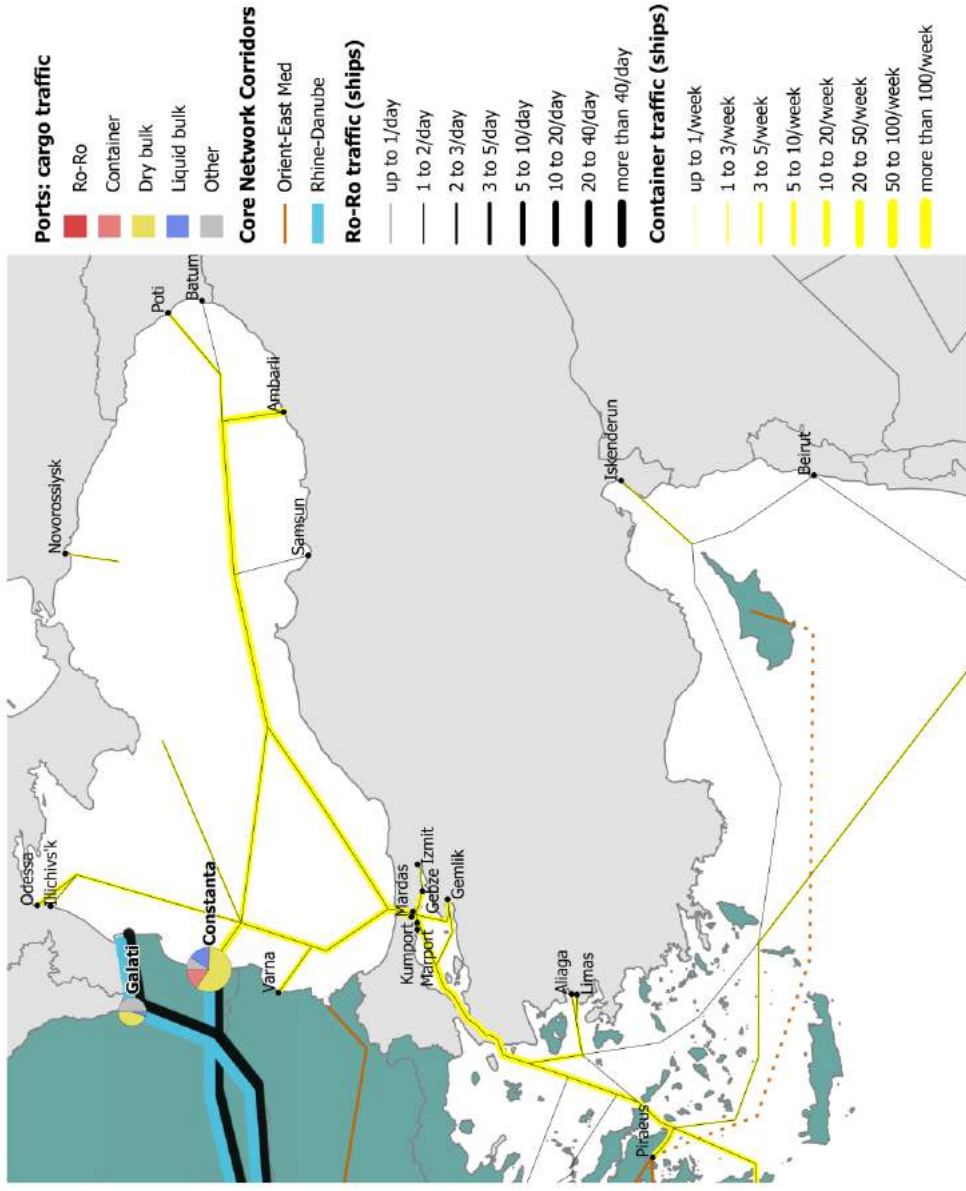 Ports: cargo traffic
Ro-Ro
Container
Dry bulk
Liquid bulk
Other
Core Network Corridors
Orient-East Med
Rhine-Danube
Ro-Ro traffic (ships)
up to 1/day
1 to 2/day
2 to 3/day
3 to 5/day
5 to 10/day
10 to 20/day
20 to 40/day
more than 40/day
Container traffic (ships)
up to 1/week
1 to 3/week
3 to 5/week
5 to 10/week
10 to 20/week
20 to 50/week
50 to 100/week
more than 100/week
Odessa
Illichivs'k
Novorossiysk
Galati
Constanta
Varna
Poti
Batum
Ambarli
Samsun
Kumport
Mardas
Marport
Gebze
Izmit
Gemlik
Aliaga
Limas
Piraeus
Iskenderun
Beirut